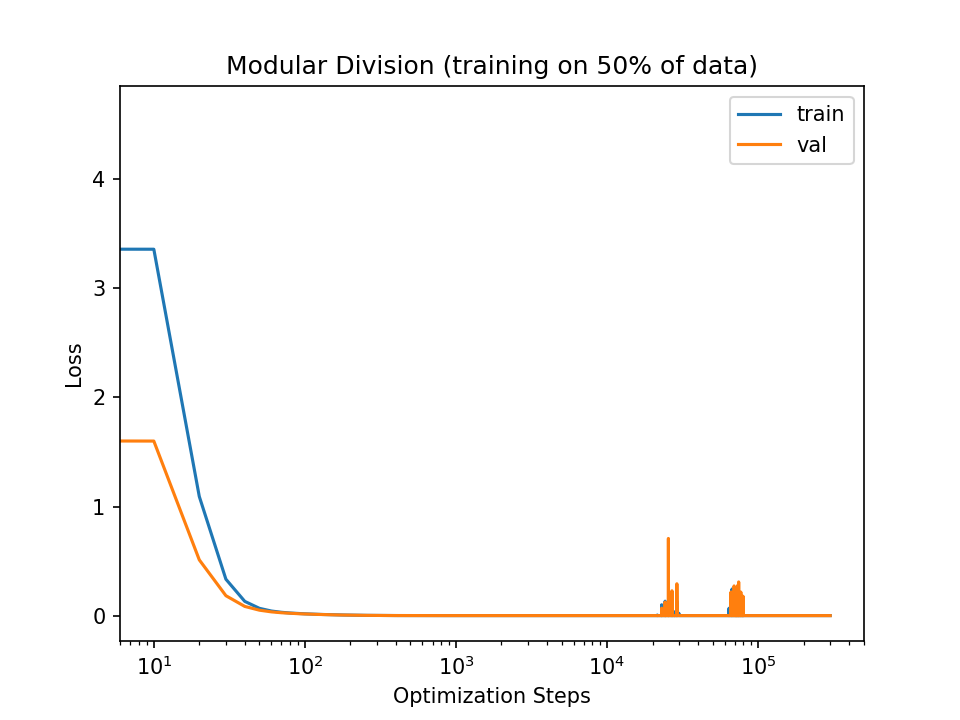 Modular Division (training on 50% of data)
train
val
4
3
2
1
0
Loss
10¹
10²
10³
10⁴
10⁵
Optimization Steps